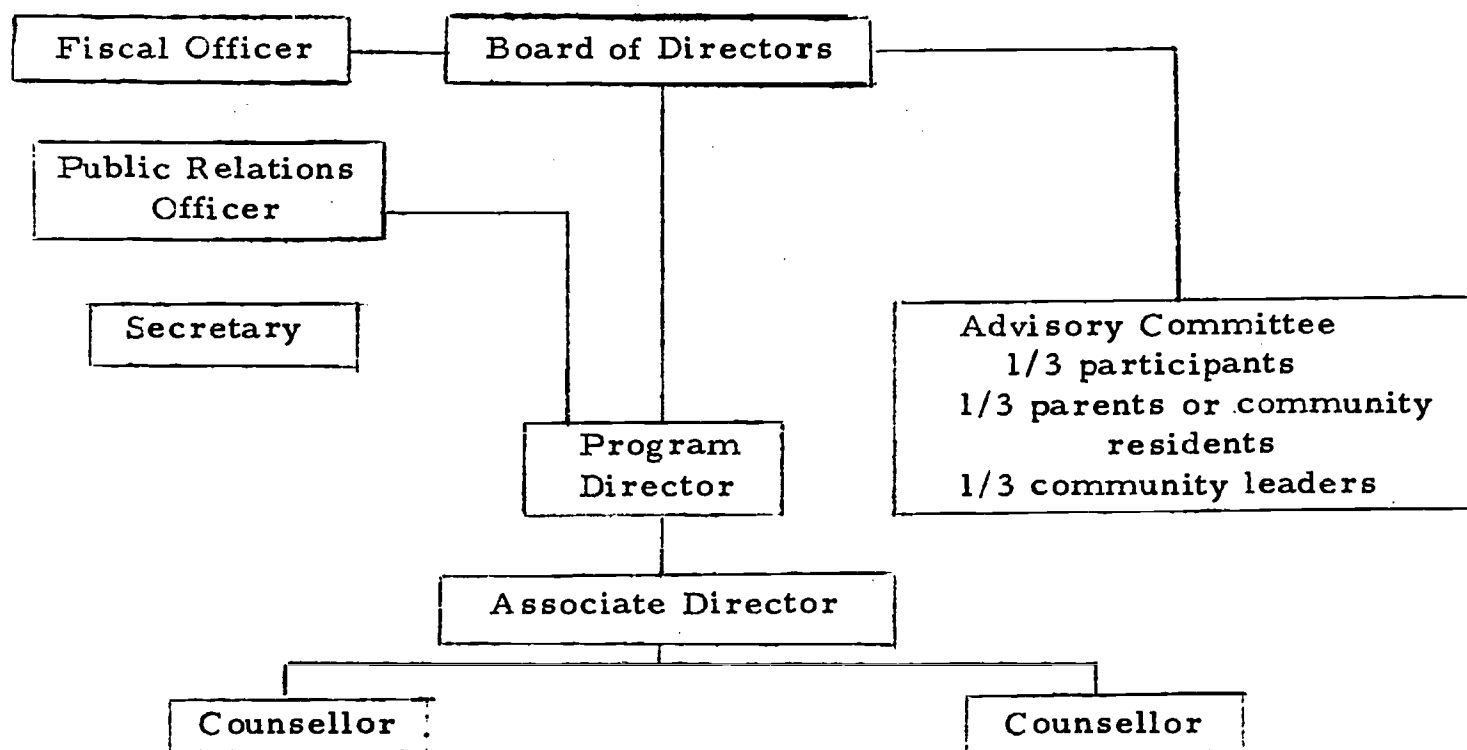 Fiscal Officer
Board of Directors
Public Relations
Officer
Secretary
Advisory Committee
1/3 participants
1/3 parents or community
residents
1/3 community leaders
Program
Director
Associate Director
Counsellor
Counsellor